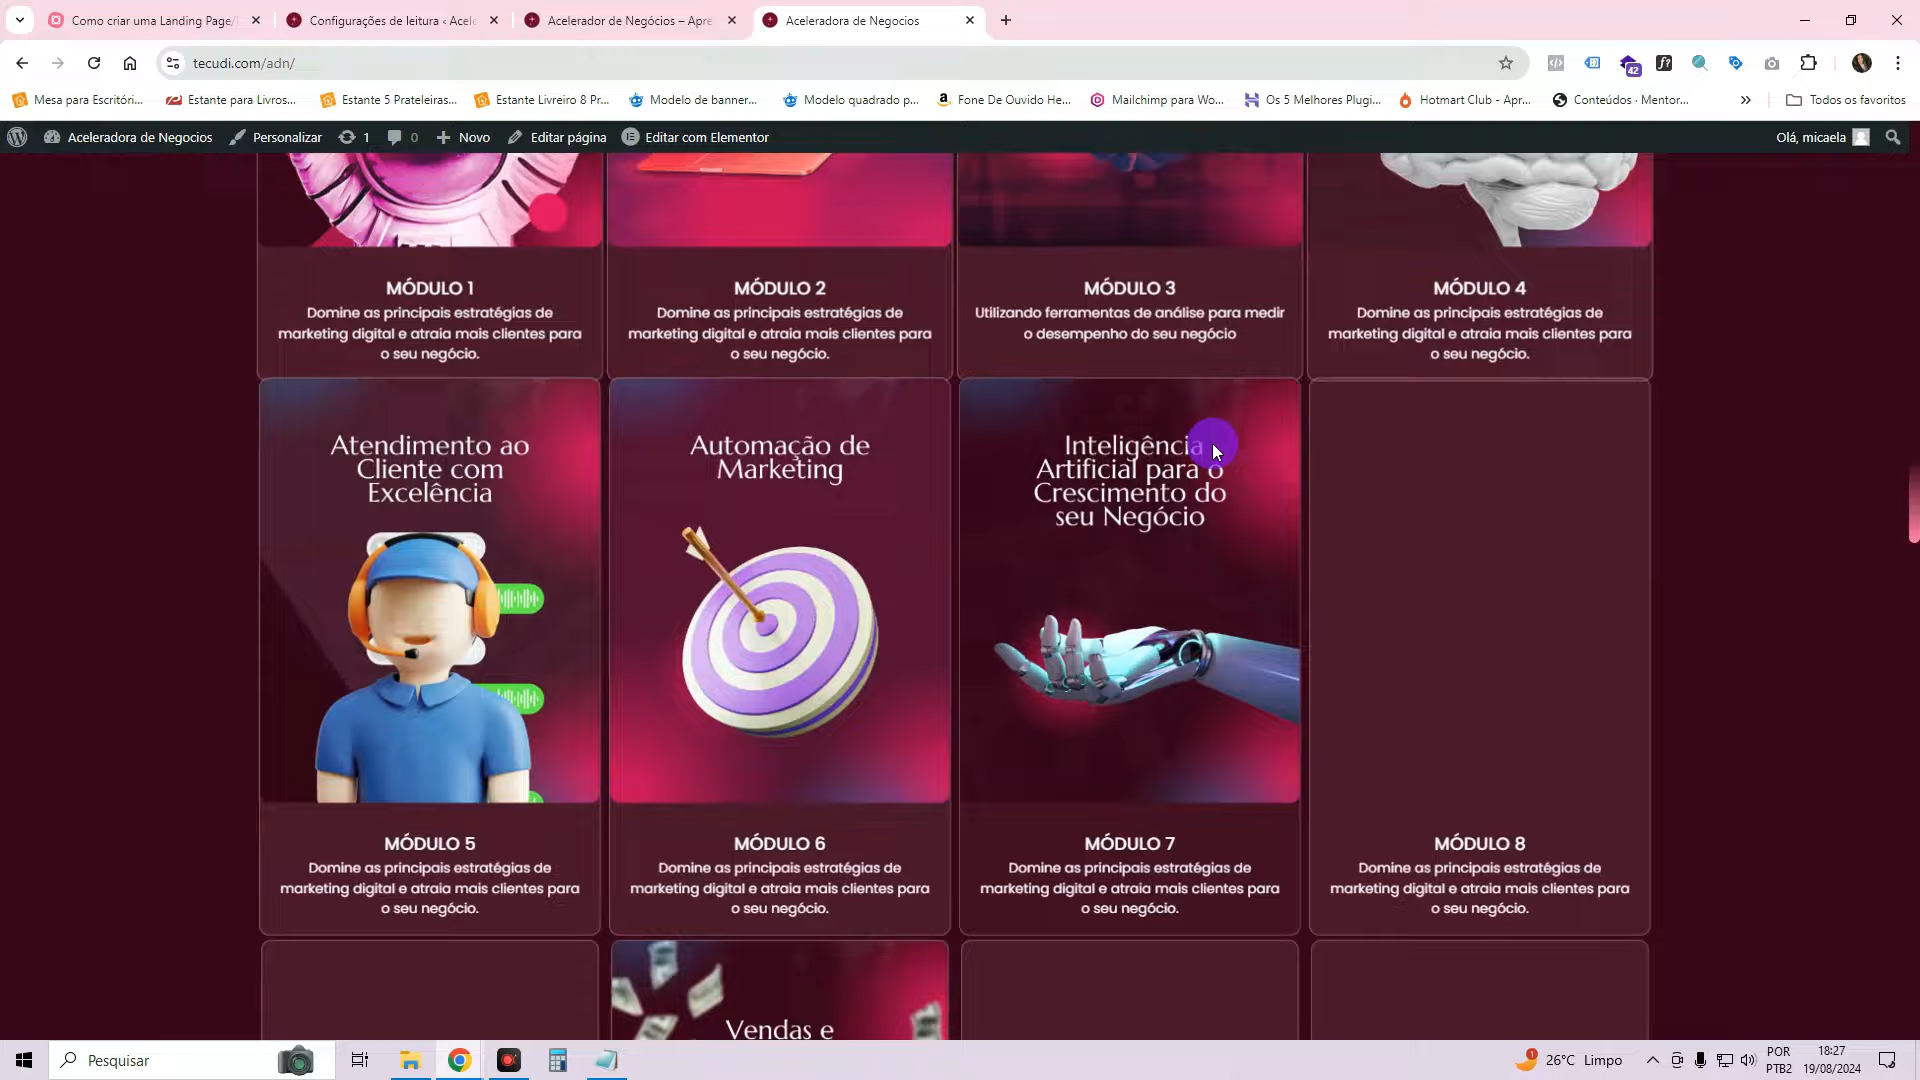 Como criar uma Landing Page/
Configurações de leitura ‹ Acele
Acelerador de Negócios – Apre
Aceleradora de Negocios
tecudi.com/adn/
42
f?
Mesa para Escritóri...
Estante para Livros...
Estante 5 Prateleiras...
Estante Livreiro 8 Pr...
Modelo de banner...
Modelo quadrado p...
Fone De Ouvido He...
Mailchimp para Wo...
Os 5 Melhores Plugi...
Hotmart Club - Apr...
Conteúdos · Mentor...
Todos os favoritos
Aceleradora de Negocios
Personalizar
1
0
Novo
Editar página
Editar com Elementor
Olá, micaela
MÓDULO 1
Domine as principais estratégias de
marketing digital e atraia mais clientes para
o seu negócio.
MÓDULO 2
Domine as principais estratégias de
marketing digital e atraia mais clientes para
o seu negócio.
MÓDULO 3
Utilizando ferramentas de análise para medir
o desempenho do seu negócio
MÓDULO 4
Domine as principais estratégias de
marketing digital e atraia mais clientes para
o seu negócio.
Atendimento ao
Cliente com
Excelência
MÓDULO 5
Domine as principais estratégias de
marketing digital e atraia mais clientes para
o seu negócio.
Automação de
Marketing
MÓDULO 6
Domine as principais estratégias de
marketing digital e atraia mais clientes para
o seu negócio.
Inteligência
Artificial para o
Crescimento do
seu Negócio
MÓDULO 7
Domine as principais estratégias de
marketing digital e atraia mais clientes para
o seu negócio.
MÓDULO 8
Domine as principais estratégias de
marketing digital e atraia mais clientes para
o seu negócio.
Vendas e
Pesquisar
1
26°C Limpo
POR
PTB2
18:27
19/08/2024